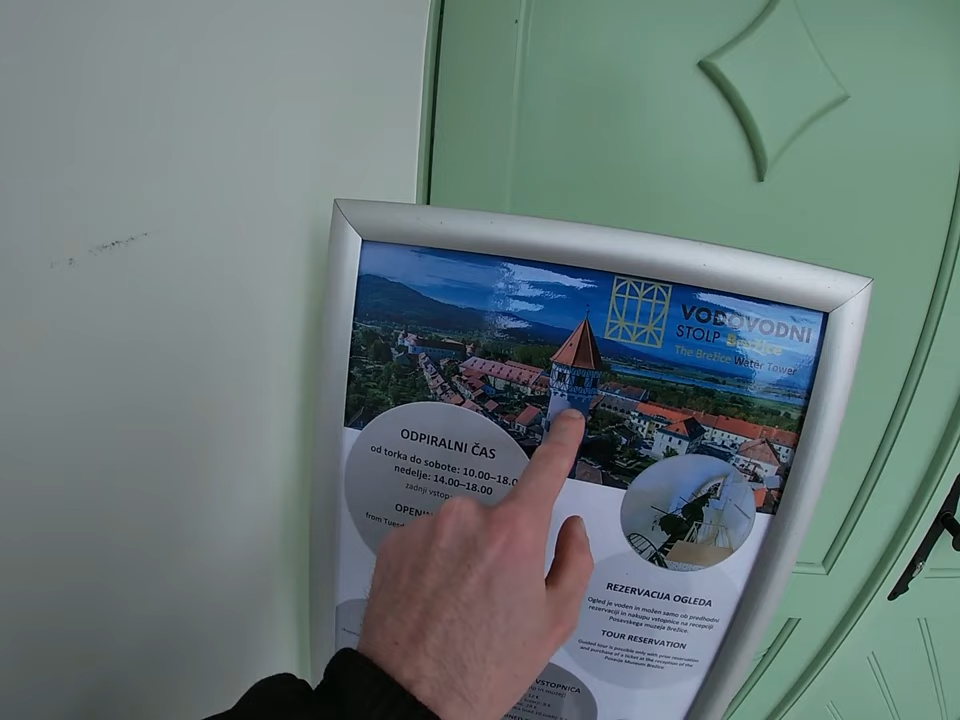 VODOVODNI
STOLP Brežice
The Brežice Water Tower
ODPIRALNI ČAS
od torka do sobote: 10.00–18.0
nedelje: 14.00–18.00
zadnji vstop
OPENIN
from Tuesd
REZERVACIJA OGLEDA
Ogled je voden in možen samo ob predhodni
rezervaciji in nakupu vstopnice na recepciji
Posavskega muzeja Brežice.
TOUR RESERVATION
Guided tour is possible only with prior reservation
and purchase of a ticket at the reception of the
Posavje Museum Brežice.
VSTOPNICA